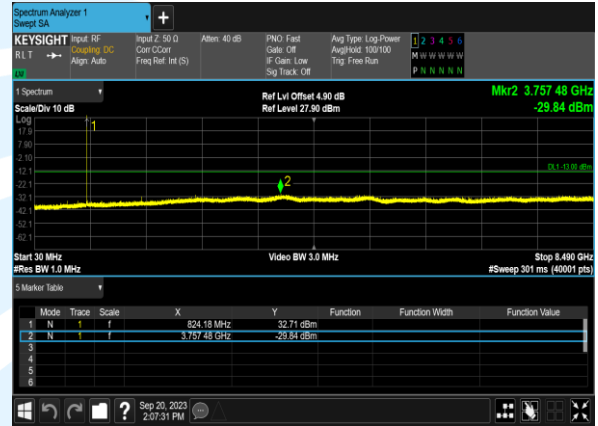 Spectrum Analyzer 1
Swept SA
+
KEYSIGHT Input: RF Input Z: 50 Ω Atten: 40 dB PNO: Fast Avg Type: Log-Power 1 2 3 4 5 6
RLT Coupling: DC Corr CCorr Gate: Off Avg|Hold: 100/100 M W W W W W
Align: Auto Freq Ref: Int (S) IF Gain: Low Trig: Free Run P N N N N N
Sig Track: Off
1 Spectrum Ref Lvl Offset 4.90 dB Mkr2 3.757 48 GHz
Scale/Div 10 dB Ref Level 27.90 dBm -29.84 dBm
Log
1
17.9
7.90
-2.10
DL1 -13.00 dBm
-12.1
2
-22.1
-32.1
-42.1
-52.1
-62.1
Start 30 MHz Video BW 3.0 MHz Stop 8.490 GHz
#Res BW 1.0 MHz #Sweep 301 ms (40001 pts)
5 Marker Table
Mode Trace Scale X Y Function Function Width Function Value
1 N 1 f 824.18 MHz 32.71 dBm
2 N 1 f 3.757 48 GHz -29.84 dBm
3
4
5
6
? Sep 20, 2023
2:07:31 PM